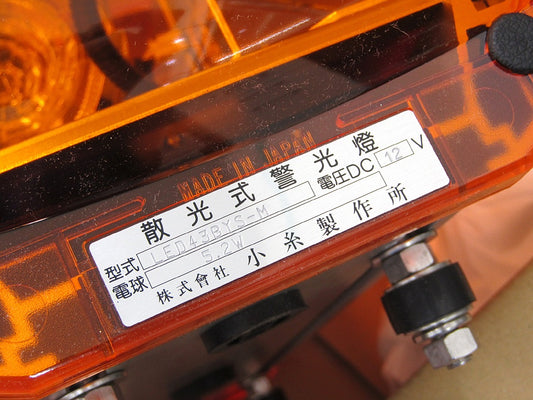 MADE IN JAPAN
散光式警光燈
型式 LED43BYS-M 電圧DC 12 V
電球 5.2W
株式會社 小糸製作所